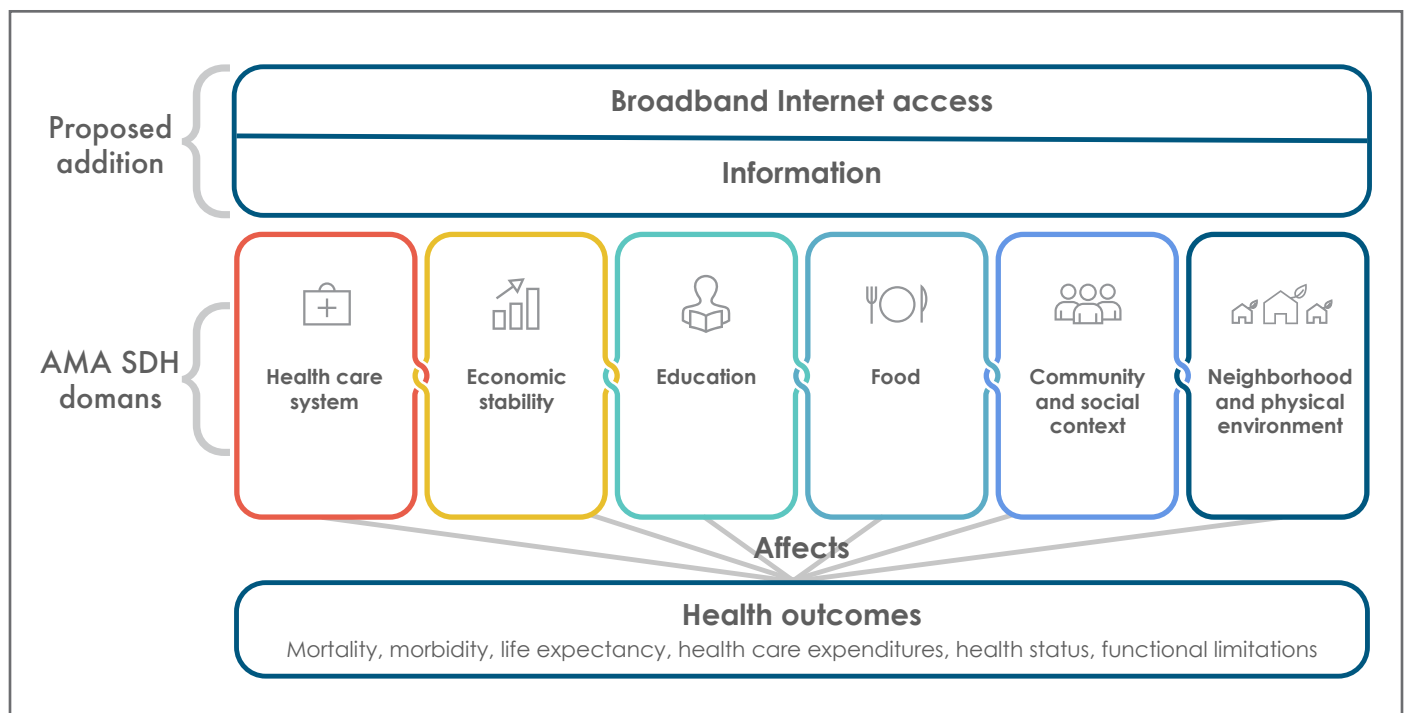 Proposed
addition
Broadband Internet access
Information
AMA SDH
domans
Health care
system
Economic
stability
Education
Food
Community
and social
context
Neighborhood
and physical
environment
Affects
Health outcomes
Mortality, morbidity, life expectancy, health care expenditures, health status, functional limitations